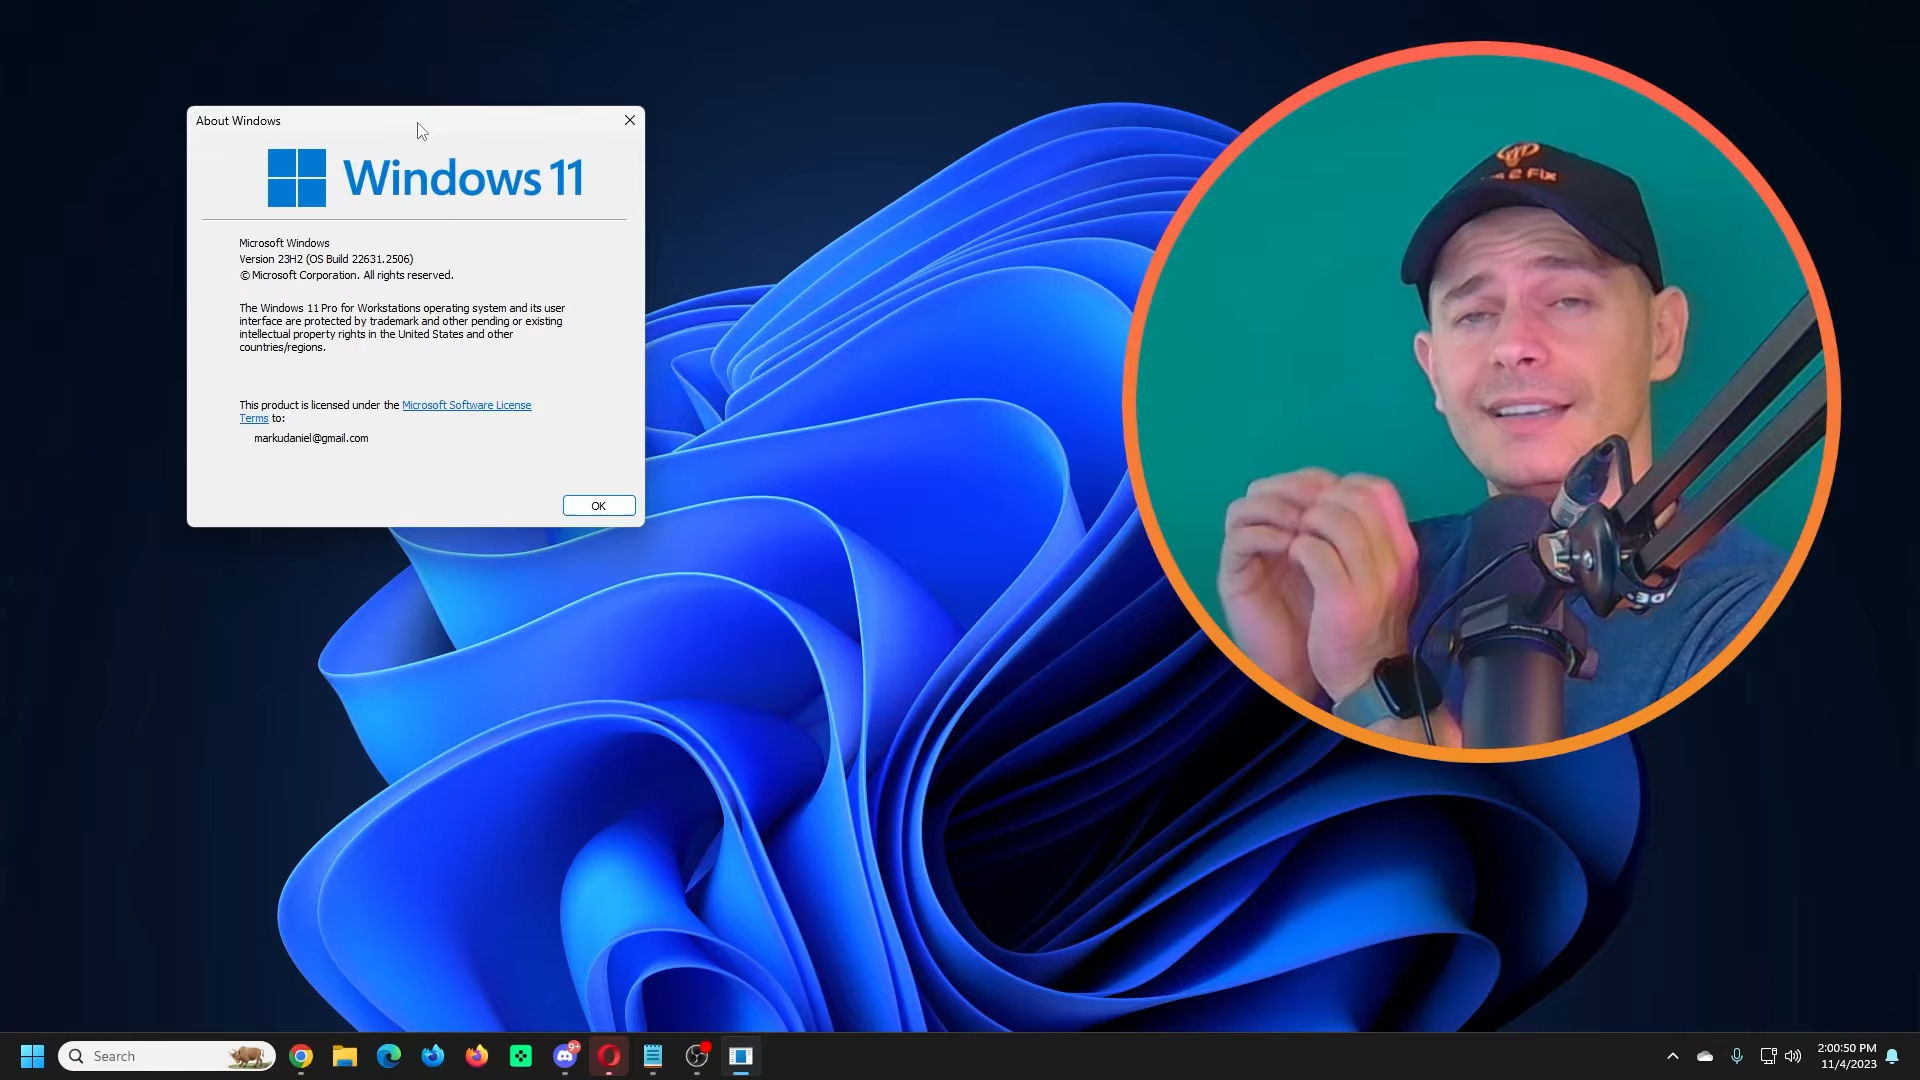 About Windows
Windows 11
Microsoft Windows
Version 23H2 (OS Build 22631.2506)
© Microsoft Corporation. All rights reserved.
The Windows 11 Pro for Workstations operating system and its user
interface are protected by trademark and other pending or existing
intellectual property rights in the United States and other
countries/regions.
This product is licensed under the Microsoft Software License
Terms to:
markudaniel@gmail.com
OK
Fix
Search
9+
2:00:50 PM
11/4/2023